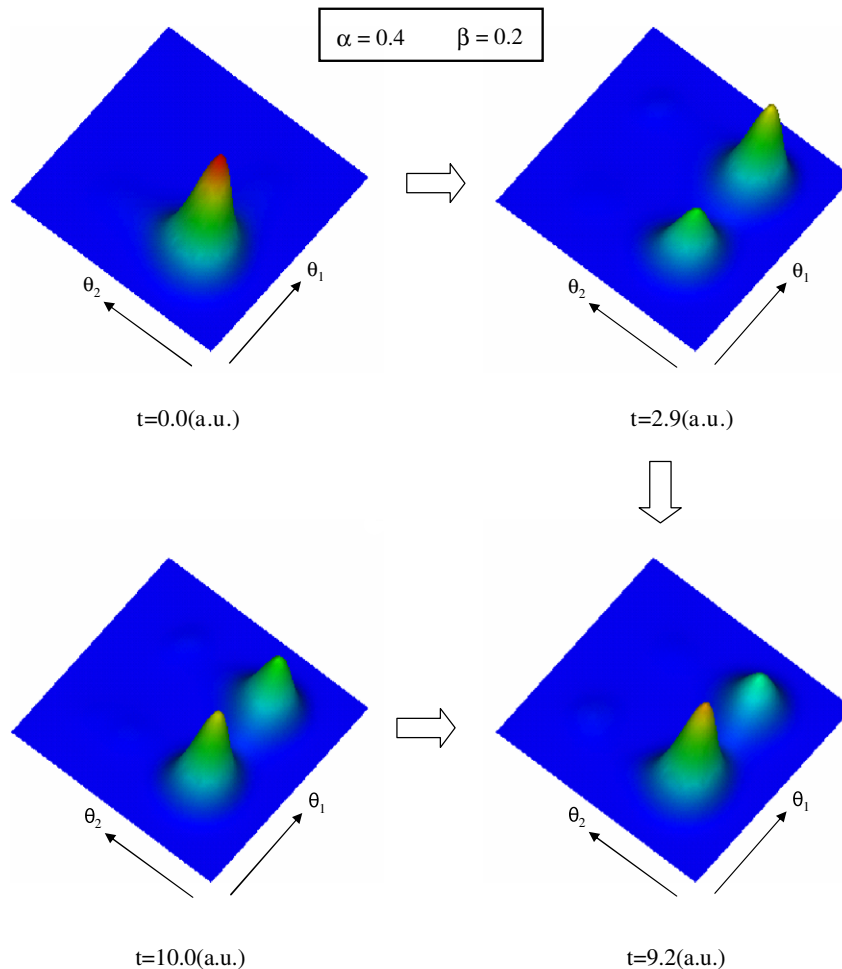 α = 0.4 β = 0.2
θ2 θ1
θ2 θ1
t=0.0(a.u.)
t=2.9(a.u.)
θ2 θ1
θ2 θ1
t=10.0(a.u.)
t=9.2(a.u.)